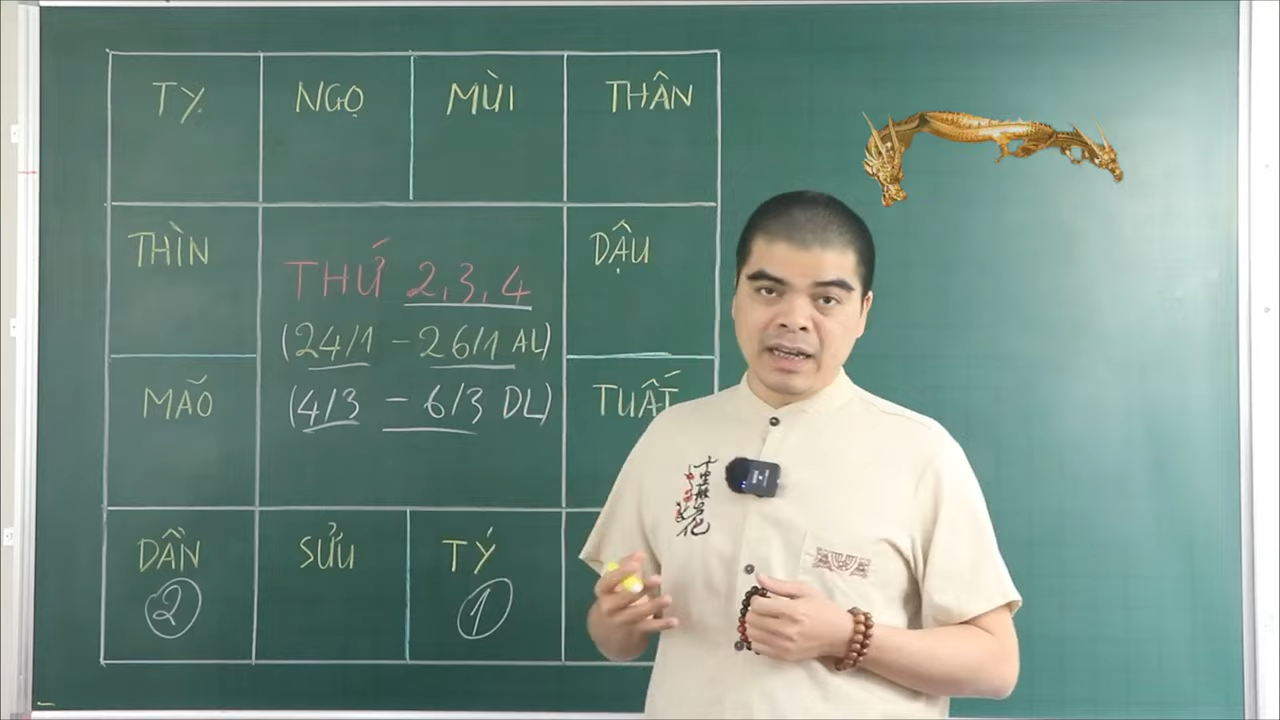 TỴ NGỌ MÙI THÂN
THÌN DẬU
THỨ 2,3,4
(24/1 - 26/1 AL)
MÃO (4/3 - 6/3 DL) TUẤT
DẦN SỬU TÝ
2 1